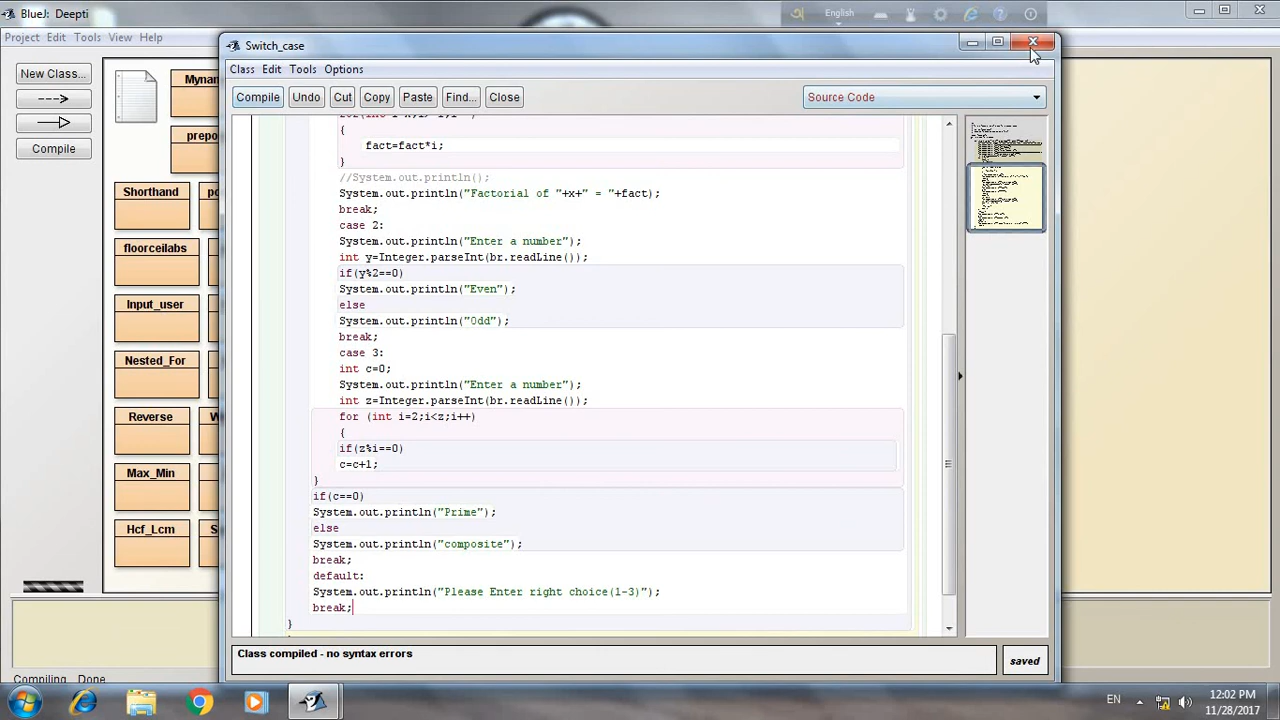 BlueJ: Deepti
English
Project Edit Tools View Help
New Class...
Compile
Shorthand
floorceilabs
Input_user
Nested_For
Reverse
Max_Min
Hcf_Lcm
Switch_case
Class Edit Tools Options
Compile Undo Cut Copy Paste Find... Close
Source Code
{
fact=fact*i;
}
//System.out.println();
System.out.println("Factorial of "+x+" = "+fact);
break;
case 2:
System.out.println("Enter a number");
int y=Integer.parseInt(br.readLine());
if(y%2==0)
System.out.println("Even");
else
System.out.println("Odd");
break;
case 3:
int c=0;
System.out.println("Enter a number");
int z=Integer.parseInt(br.readLine());
for (int i=2;i<z;i++)
{
if(z%i==0)
c=c+1;
}
if(c==0)
System.out.println("Prime");
else
System.out.println("composite");
break;
default:
System.out.println("Please Enter right choice(1-3)");
break;
}
Class compiled - no syntax errors
saved
Compiling... Done.
EN
12:02 PM
11/28/2017